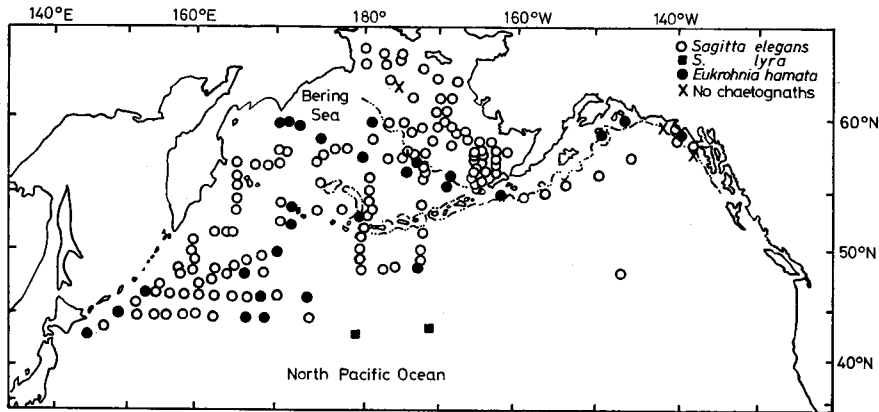 140°E 160°E 180° 160°W 140°W
○ Sagitta elegans
■ S. lyra
● Eukrohnia hamata
X No chaetognaths
Bering
Sea
60°N
50°N
40°N
North Pacific Ocean